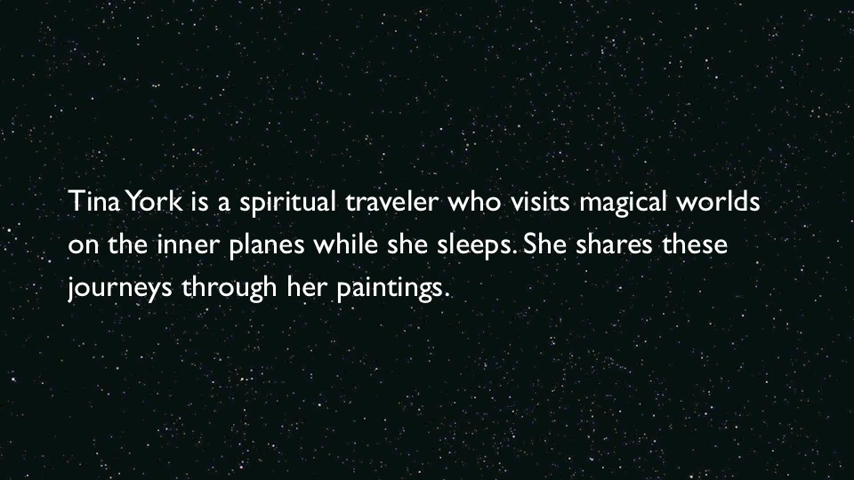 Tina York is a spiritual traveler who visits magical worlds
on the inner planes while she sleeps. She shares these
journeys through her paintings.